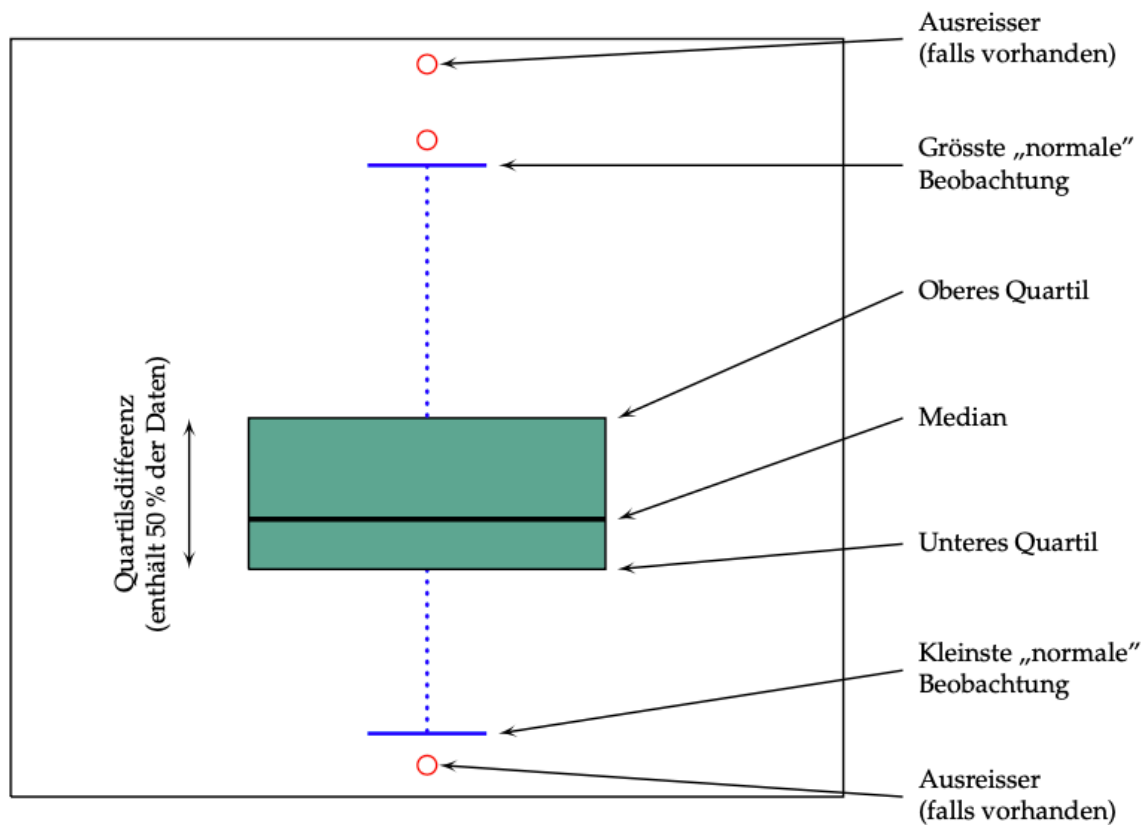 Ausreisser
(falls vorhanden)
Grösste „normale”
Beobachtung
Oberes Quartil
Quartilsdifferenz
(enthält 50 % der Daten)
Median
Unteres Quartil
Kleinste „normale”
Beobachtung
Ausreisser
(falls vorhanden)